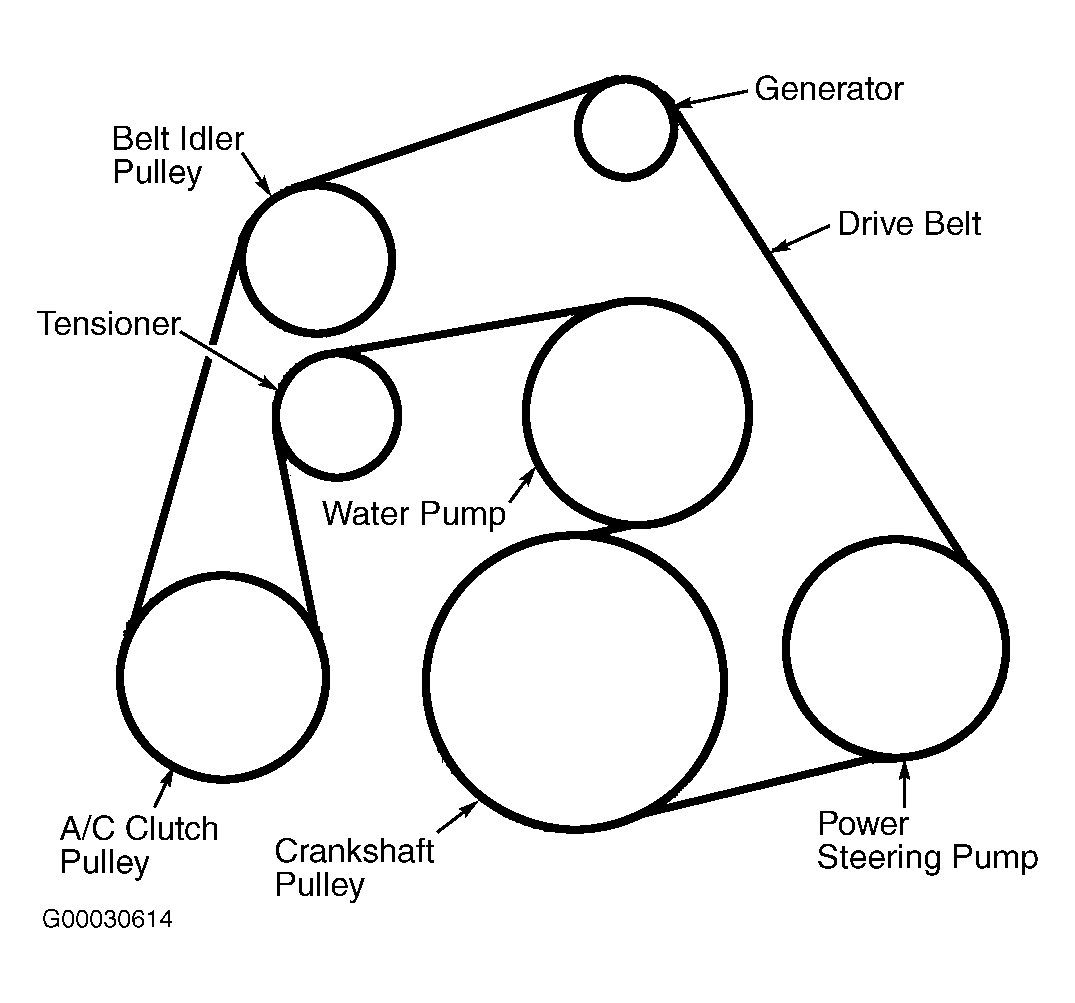 Generator
Belt Idler
Pulley
Drive Belt
Tensioner
Water Pump
A/C Clutch
Pulley
Crankshaft
Pulley
Power
Steering Pump
G00030614